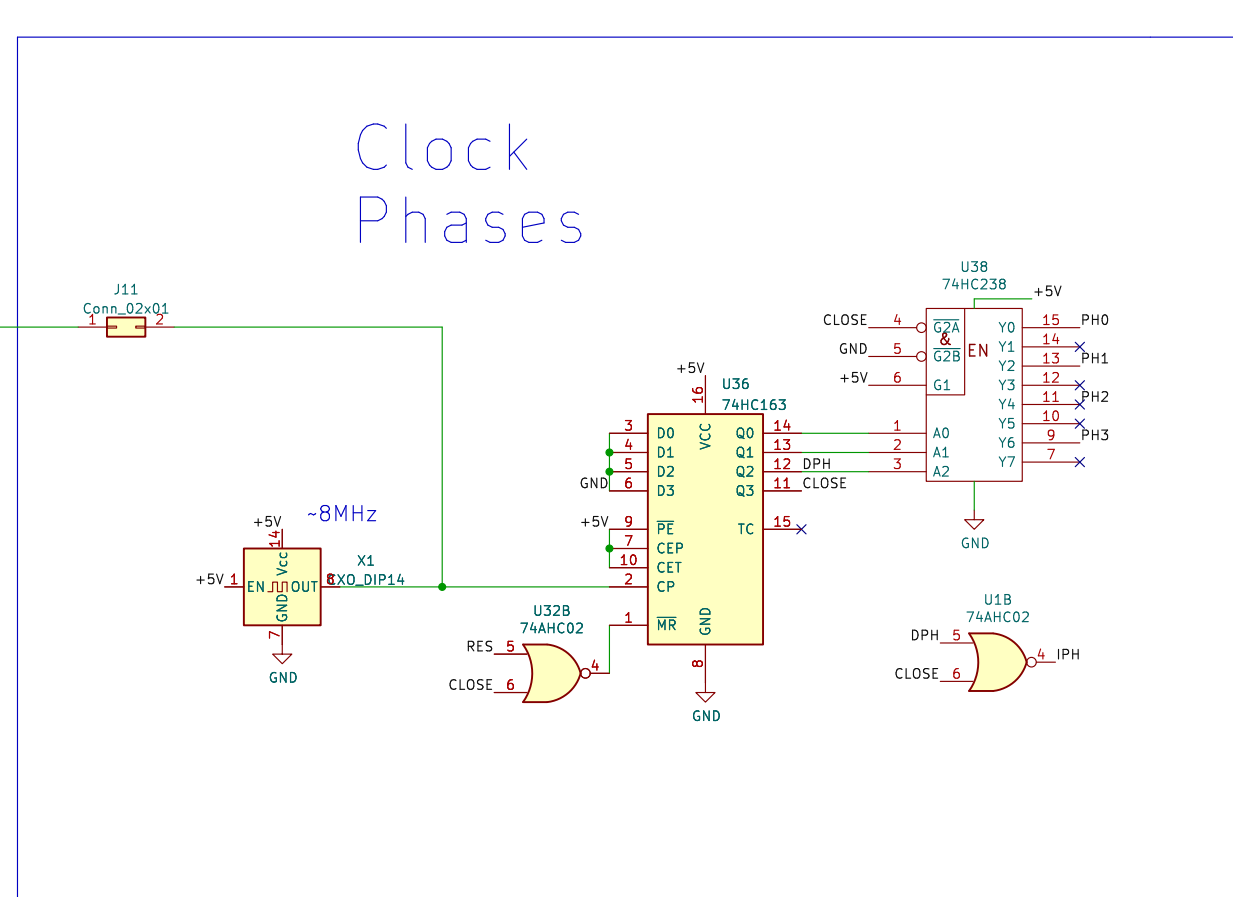 Clock
Phases
J11
Conn_02x01
1
2
U38
74HC238
+5V
CLOSE
4
G2A
&
GND
5
G2B
EN
+5V
6
G1
1
A0
2
A1
3
A2
Y0
15
PH0
Y1
14
Y2
13
PH1
Y3
12
Y4
11
PH2
Y5
10
Y6
9
PH3
Y7
7
GND
+5V
16
U36
74HC163
VCC
3
D0
4
D1
5
D2
GND
6
D3
+5V
9
PE
7
CEP
10
CET
2
CP
1
MR
Q0
14
Q1
13
Q2
12
DPH
Q3
11
CLOSE
TC
15
GND
8
GND
~8MHz
+5V
14
Vcc
X1
CXO_DIP14
+5V
1
EN
OUT
8
GND
7
GND
U32B
74AHC02
RES
5
CLOSE
6
4
U1B
74AHC02
DPH
5
CLOSE
6
4
IPH